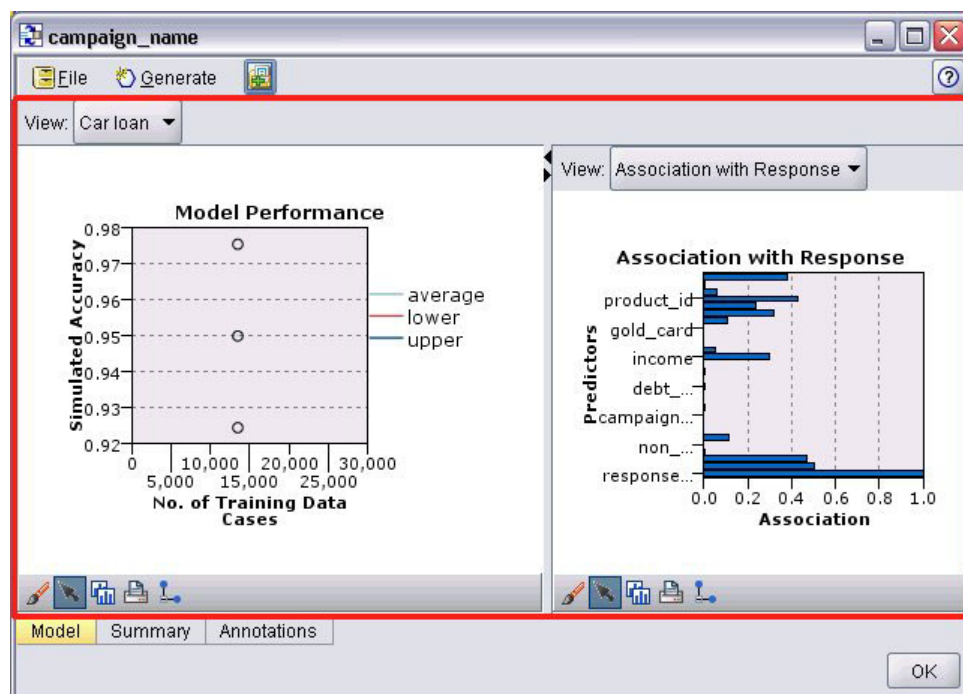 campaign_name
File Generate
View: Car loan
View: Association with Response
Model Performance
Simulated Accuracy
0.98
0.97
0.96
0.95
0.94
0.93
0.92
0 10,000 20,000 30,000
5,000 15,000 25,000
No. of Training Data
Cases
average
lower
upper
Association with Response
Predictors
product_id
gold_card
income
debt_...
campaign...
non_...
response...
0.0 0.2 0.4 0.6 0.8 1.0
Association
Model Summary Annotations
OK